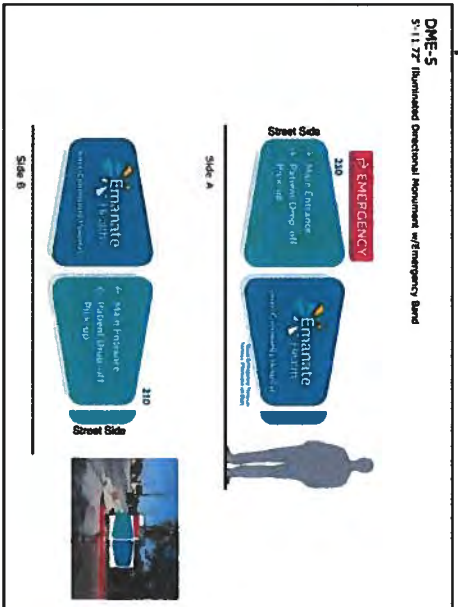 DME-5
5'-11.72" Illuminated Directional Monument w/Emergency Band
EMERGENCY
210
Street Side
Main Entrance
Patient Drop-off
Pick-up
Emanate
Health
Side A
Emanate
Health
210
Main Entrance
Patient Drop-off
Pick-up
Street Side
Side B